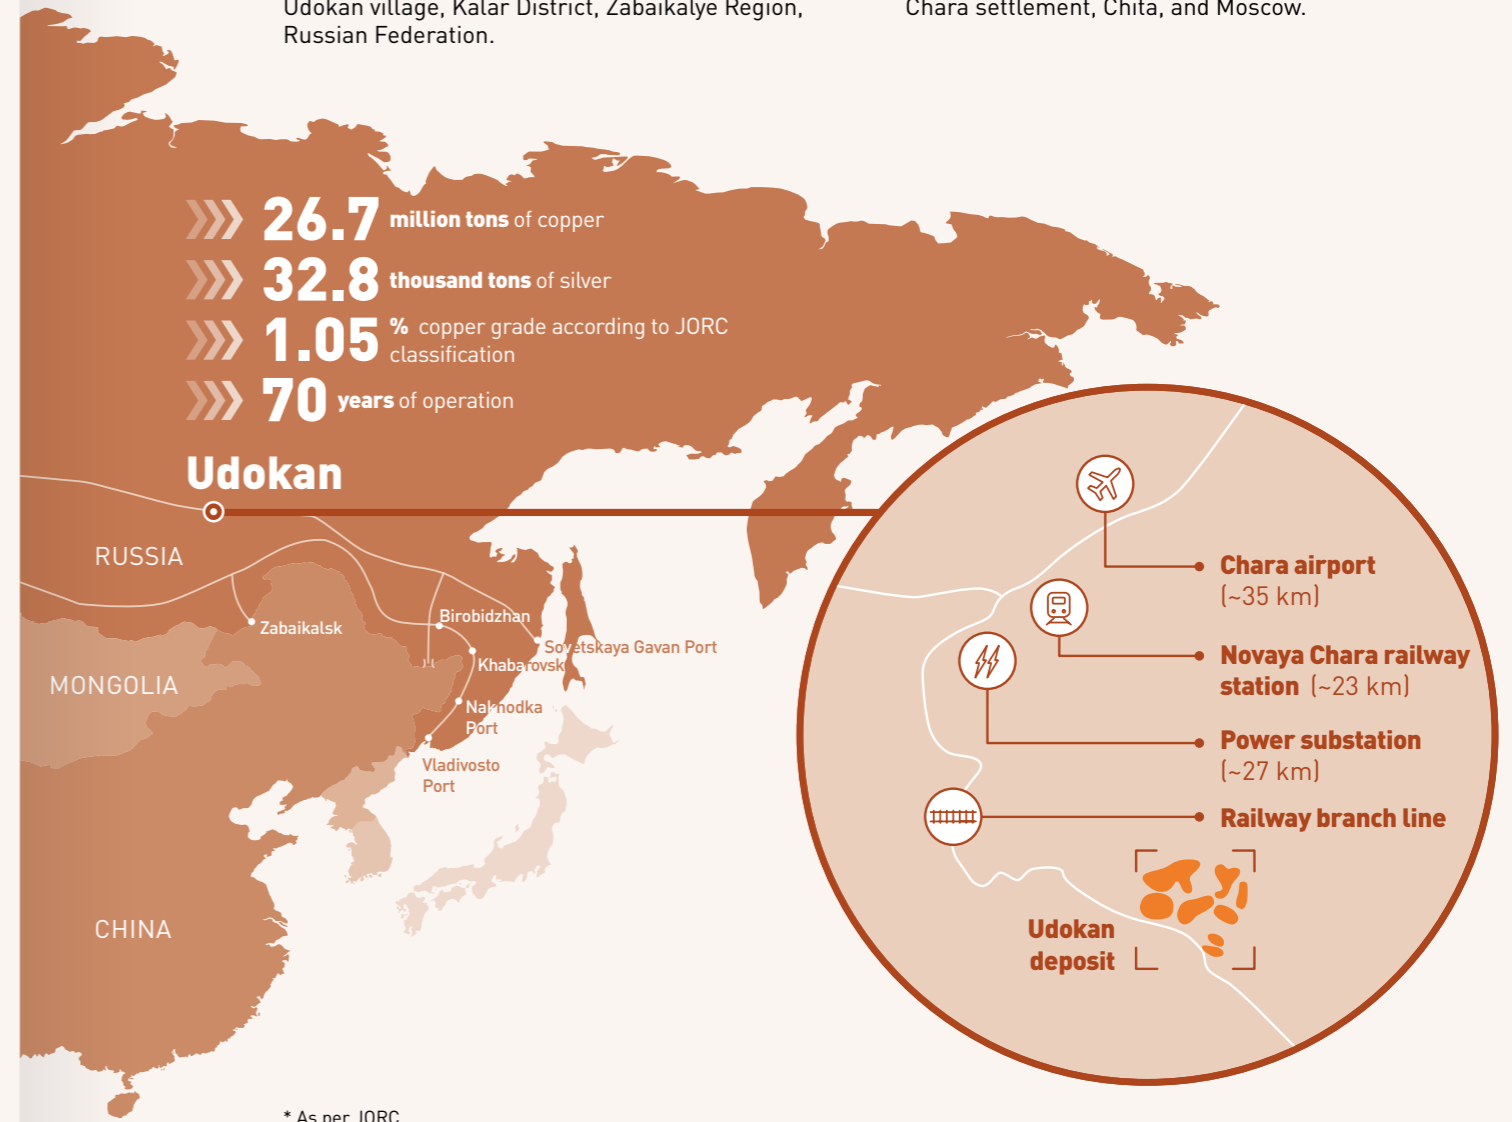 Udokan village, Kalar District, Zabaikalye Region,
Russian Federation.
Chara settlement, Chita, and Moscow.
26.7 million tons of copper
32.8 thousand tons of silver
1.05 % copper grade according to JORC
classification
70 years of operation
Udokan
RUSSIA
MONGOLIA
CHINA
Zabaikalsk
Birobidzhan
Sovetskaya Gavan Port
Khabarovsk
Nakhodka
Port
Vladivosto
Port
Chara airport
(~35 km)
Novaya Chara railway
station (~23 km)
Power substation
(~27 km)
Railway branch line
Udokan
deposit
* As per JORC